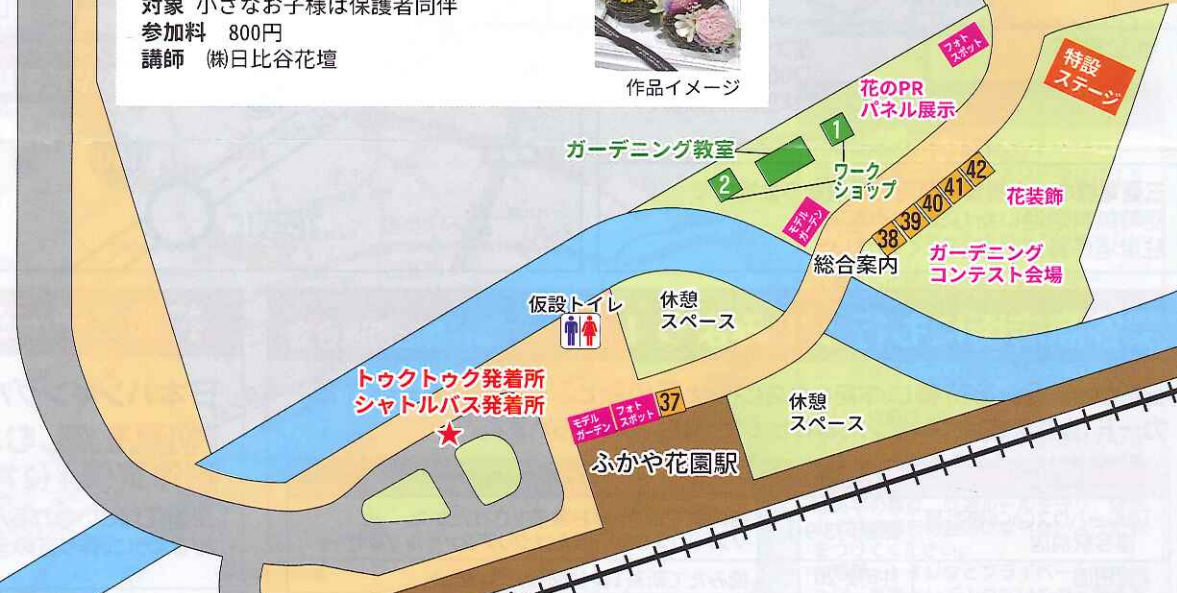 対象 小さなお子様は保護者同伴
参加料 800円
講師 ㈱日比谷花壇
作品イメージ
フォト
スポット
特設
ステージ
花のPR
パネル展示
ガーデニング教室
1
2
ワーク
ショップ
モデル
ガーデン
38
39
40
41
42
花装飾
総合案内
ガーデニング
コンテスト会場
仮設トイレ
休憩
スペース
トゥクトゥク発着所
シャトルバス発着所
モデル
ガーデン
フォト
スポット
37
休憩
スペース
ふかや花園駅